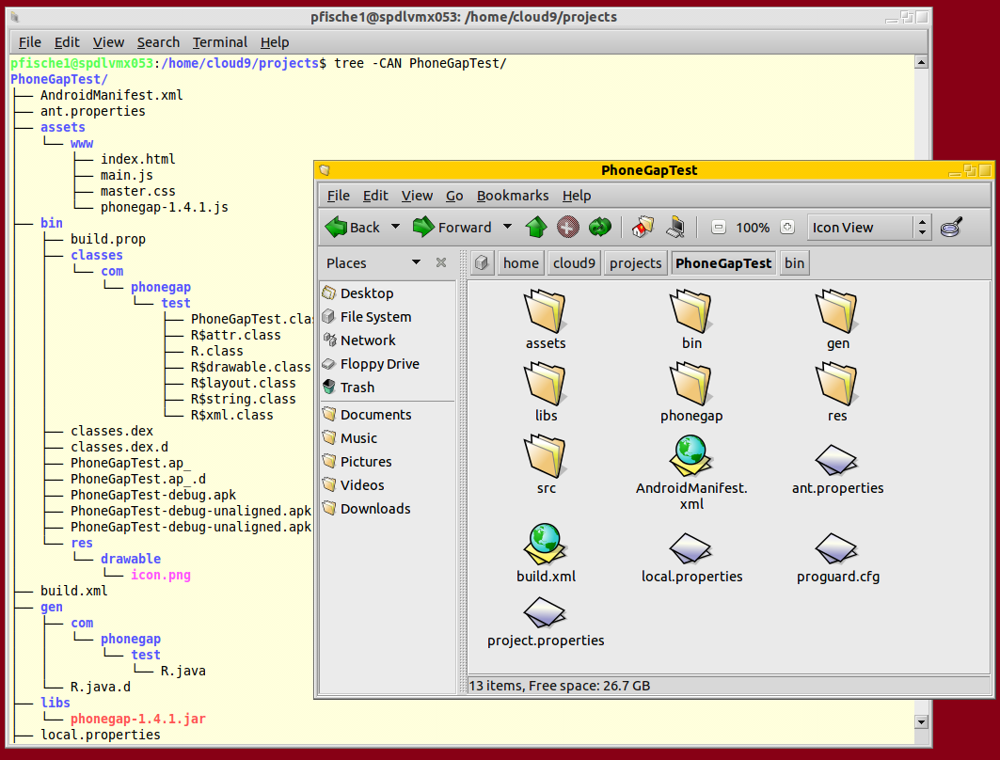 pfische1@spdlvmx053: /home/cloud9/projects
File Edit View Search Terminal Help
pfische1@spdlvmx053:/home/cloud9/projects$ tree -CAN PhoneGapTest/
PhoneGapTest/
├── AndroidManifest.xml
├── ant.properties
├── assets
│   └── www
│       ├── index.html
│       ├── main.js
│       ├── master.css
│       └── phonegap-1.4.1.js
├── bin
│   ├── build.prop
│   ├── classes
│   │   └── com
│   │       └── phonegap
│   │           └── test
│   │               ├── PhoneGapTest.clas
│   │               ├── R$attr.class
│   │               ├── R.class
│   │               ├── R$drawable.class
│   │               ├── R$layout.class
│   │               ├── R$string.class
│   │               └── R$xml.class
│   ├── classes.dex
│   ├── classes.dex.d
│   ├── PhoneGapTest.ap_
│   ├── PhoneGapTest.ap_.d
│   ├── PhoneGapTest-debug.apk
│   ├── PhoneGapTest-debug-unaligned.apk
│   ├── PhoneGapTest-debug-unaligned.apk
│   └── res
│       └── drawable
│           └── icon.png
├── build.xml
├── gen
│   ├── com
│   │   └── phonegap
│   │       └── test
│   │           └── R.java
│   └── R.java.d
├── libs
│   └── phonegap-1.4.1.jar
├── local.properties
PhoneGapTest
File Edit View Go Bookmarks Help
Back Forward 100% Icon View
Places
home cloud9 projects PhoneGapTest bin
Desktop
File System
Network
Floppy Drive
Trash
Documents
Music
Pictures
Videos
Downloads
assets bin gen
libs phonegap res
src AndroidManifest. ant.properties
xml
build.xml local.properties proguard.cfg
project.properties
13 items, Free space: 26.7 GB